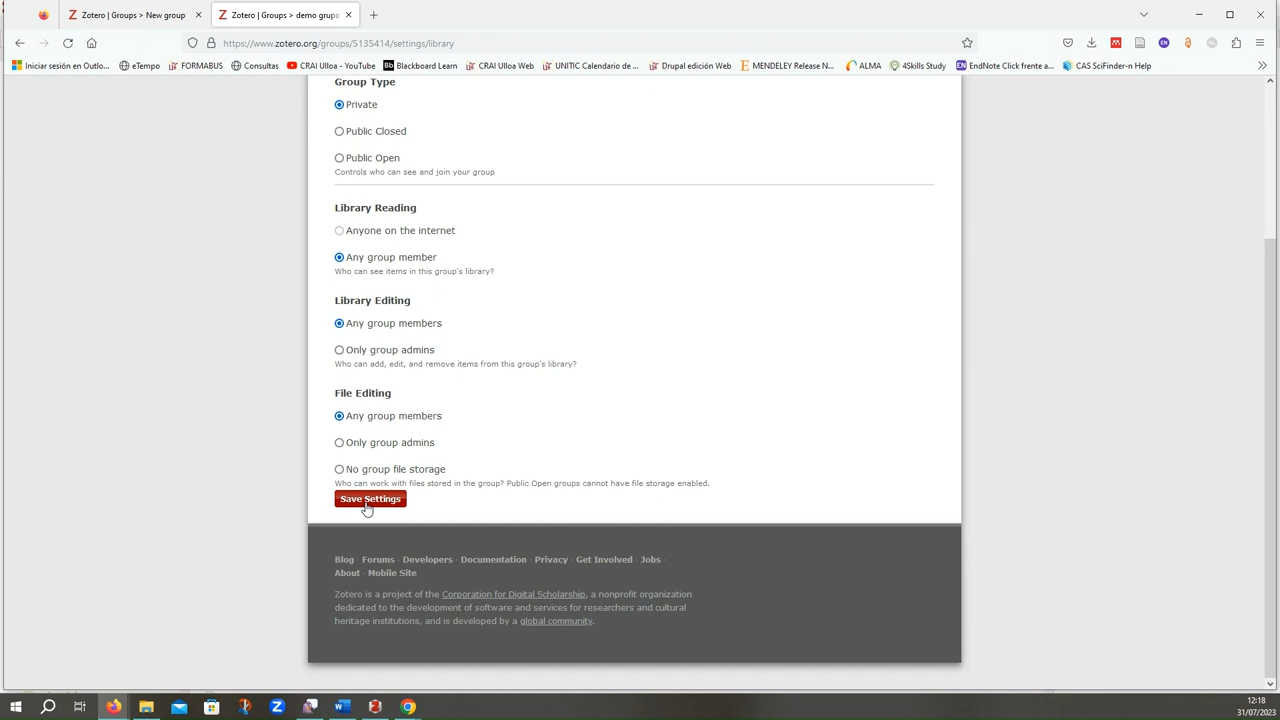 Zotero | Groups > New group
Zotero | Groups > demo grupo
https://www.zotero.org/groups/5135414/settings/library
Iniciar sesión en Outlo...
eTempo
FORMABUS
Consultas
CRAI Ulloa - YouTube
Blackboard Learn
CRAI Ulloa Web
UNITIC Calendario de ...
Drupal edición Web
MENDELEY Release N...
ALMA
4Skills Study
EndNote Click frente a...
CAS SciFinder-n Help
Group Type
Private
Public Closed
Public Open
Controls who can see and join your group
Library Reading
Anyone on the internet
Any group member
Who can see items in this group's library?
Library Editing
Any group members
Only group admins
Who can add, edit, and remove items from this group's library?
File Editing
Any group members
Only group admins
No group file storage
Who can work with files stored in the group? Public Open groups cannot have file storage enabled.
Save Settings
Blog · Forums · Developers · Documentation · Privacy · Get Involved · Jobs ·
About · Mobile Site
Zotero is a project of the Corporation for Digital Scholarship, a nonprofit organization
dedicated to the development of software and services for researchers and cultural
heritage institutions, and is developed by a global community.
12:18
31/07/2023